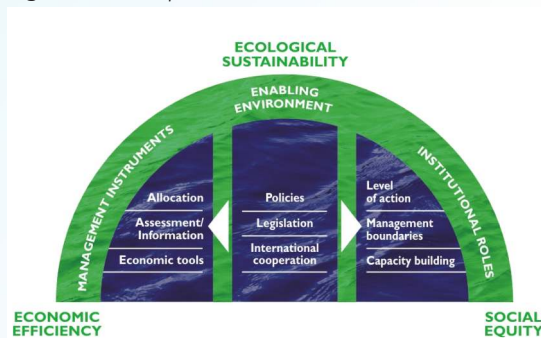 ECOLOGICAL
SUSTAINABILITY
ENABLING
ENVIRONMENT
MANAGEMENT INSTRUMENTS
INSTITUTIONAL ROLES
Allocation
Assessment/
Information
Economic tools
Policies
Legislation
International
cooperation
Level
of action
Management
boundaries
Capacity building
ECONOMIC
EFFICIENCY
SOCIAL
EQUITY